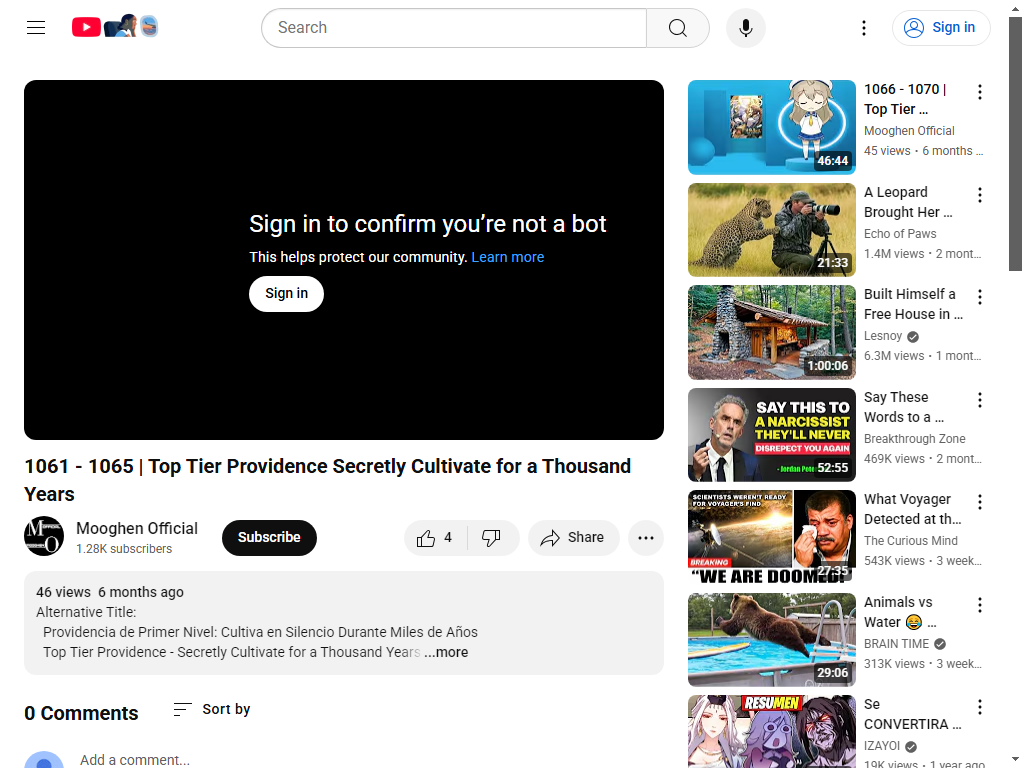 Search
Sign in
Sign in to confirm you’re not a bot
This helps protect our community. Learn more
Sign in
1061 - 1065 | Top Tier Providence Secretly Cultivate for a Thousand
Years
Mooghen Official
1.28K subscribers
Subscribe
4
Share
46 views 6 months ago
Alternative Title:
Providencia de Primer Nivel: Cultiva en Silencio Durante Miles de Años
Top Tier Providence - Secretly Cultivate for a Thousand Years ...more
0 Comments
Sort by
Add a comment...
46:44
1066 - 1070 |
Top Tier …
Mooghen Official
45 views • 6 months …
21:33
A Leopard
Brought Her …
Echo of Paws
1.4M views • 2 mont…
1:00:06
Built Himself a
Free House in …
Lesnoy
6.3M views • 1 mont…
SAY THIS TO
A NARCISSIST
THEY'LL NEVER
DISRESPECT YOU AGAIN
52:55
Say These
Words to a …
Breakthrough Zone
469K views • 2 mont…
SCIENTISTS WEREN'T READY
FOR VOYAGER'S FIND.
BREAKING
"WE ARE DOOMED!"
27:35
What Voyager
Detected at th…
The Curious Mind
543K views • 3 week…
29:06
Animals vs
Water 😂 …
BRAIN TIME
313K views • 3 week…
RESUMEN
Se
CONVERTIRA …
IZAYOI
19K views • 1 year ago